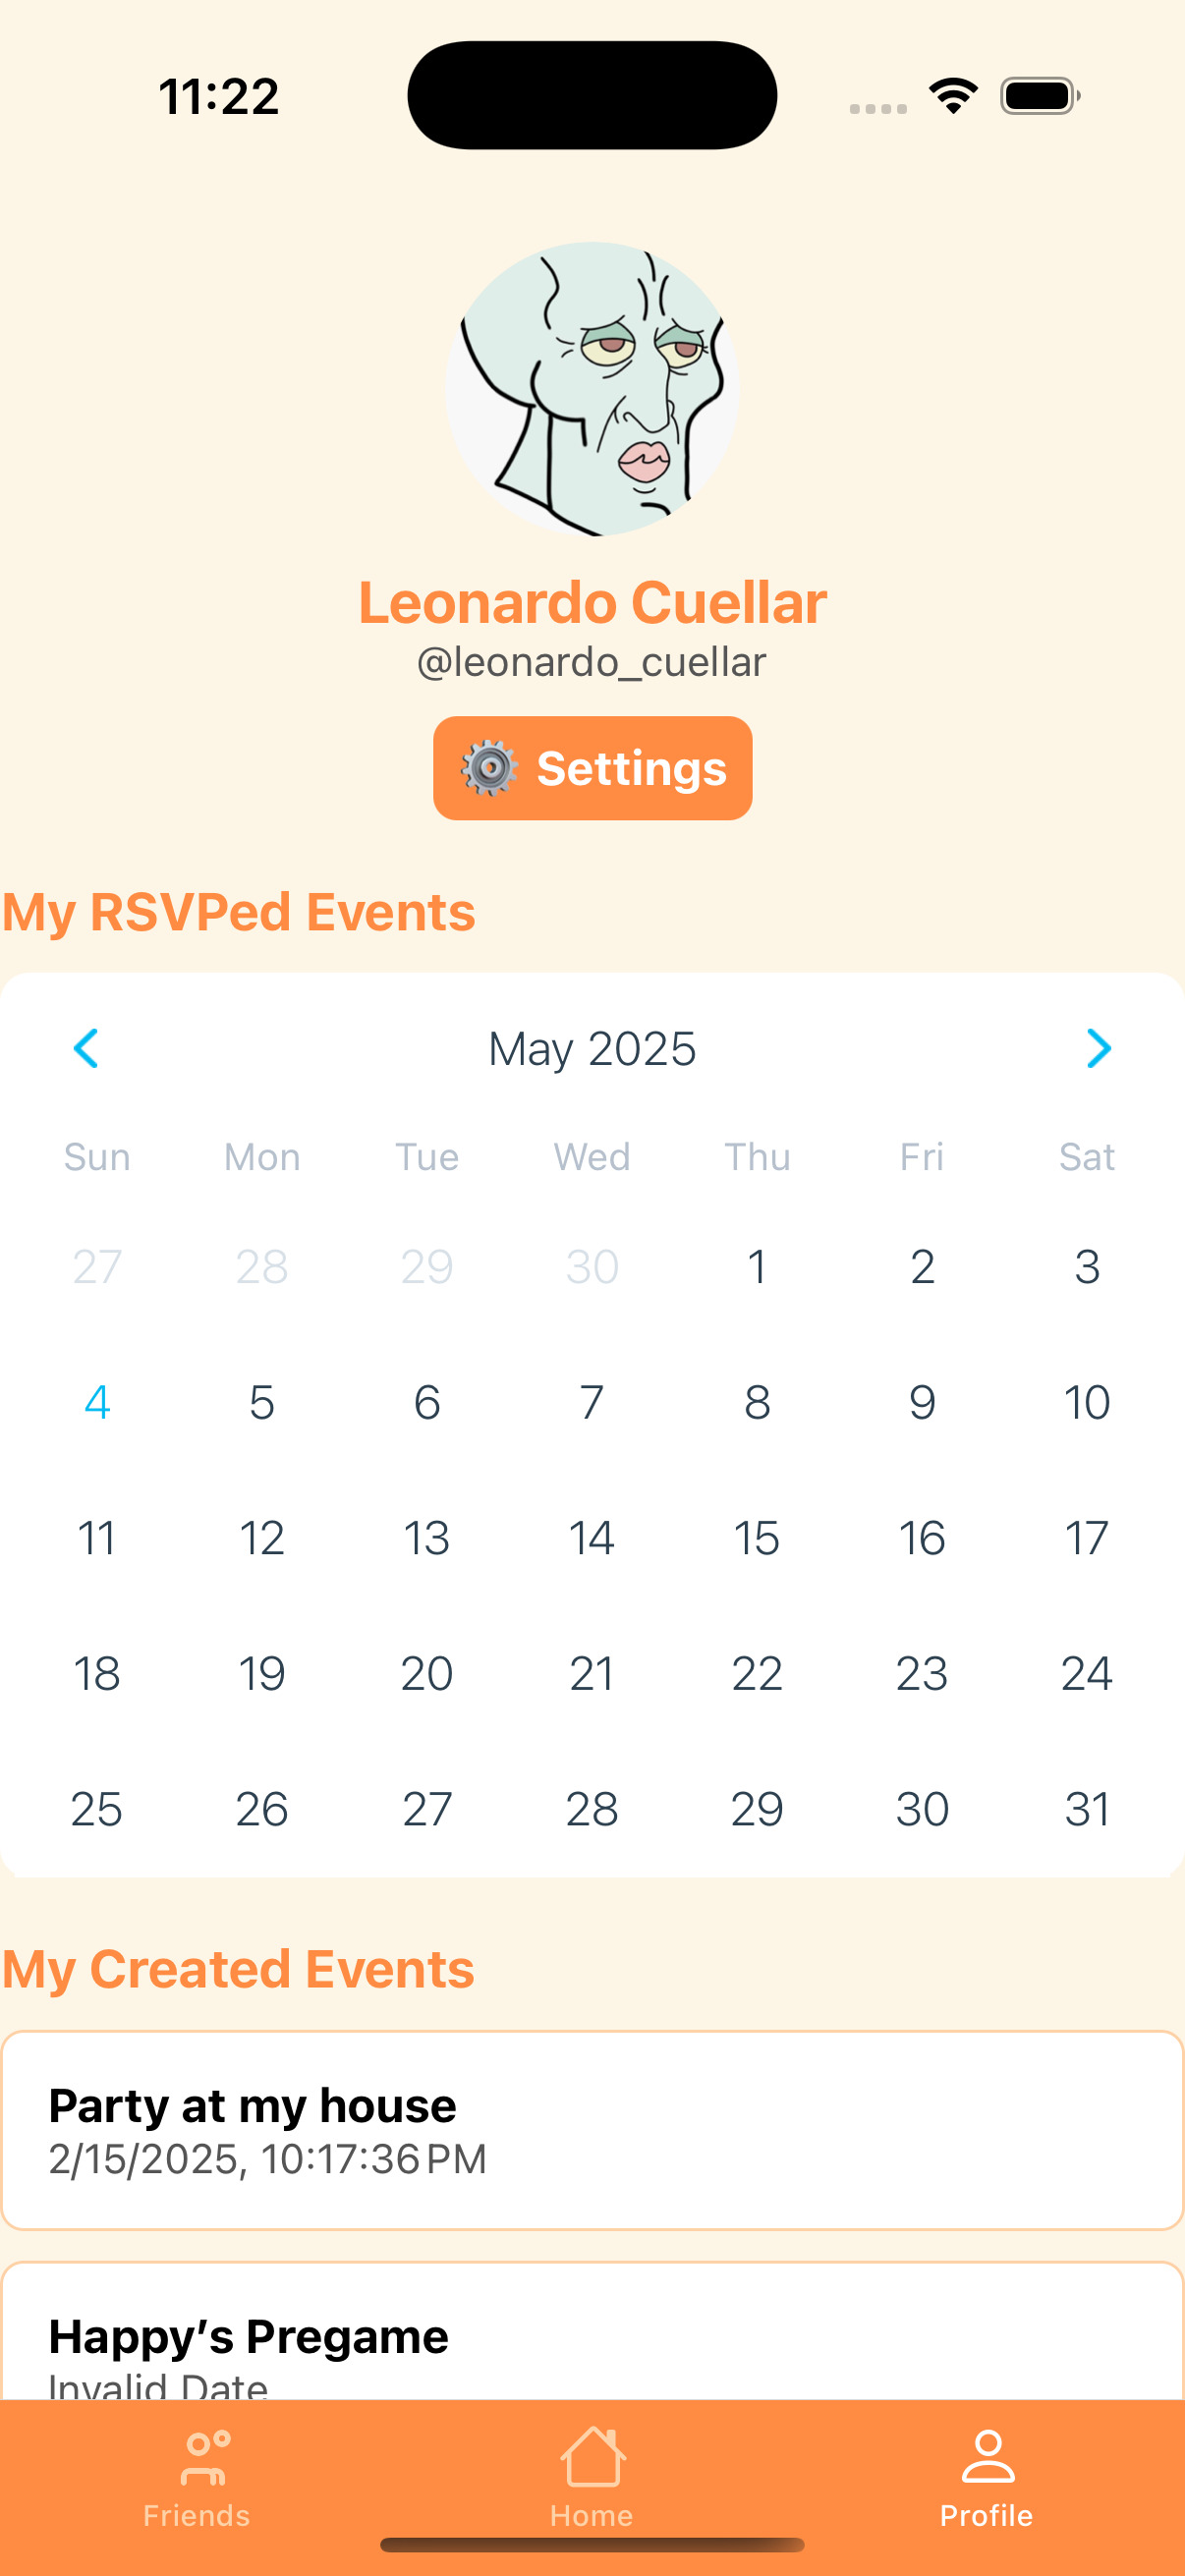 11:22
Leonardo Cuellar
@leonardo_cuellar
Settings
My RSVPed Events
May 2025
Sun Mon Tue Wed Thu Fri Sat
27 28 29 30 1 2 3
4 5 6 7 8 9 10
11 12 13 14 15 16 17
18 19 20 21 22 23 24
25 26 27 28 29 30 31
My Created Events
Party at my house
2/15/2025, 10:17:36 PM
Happy’s Pregame
Invalid Date
Friends Home Profile